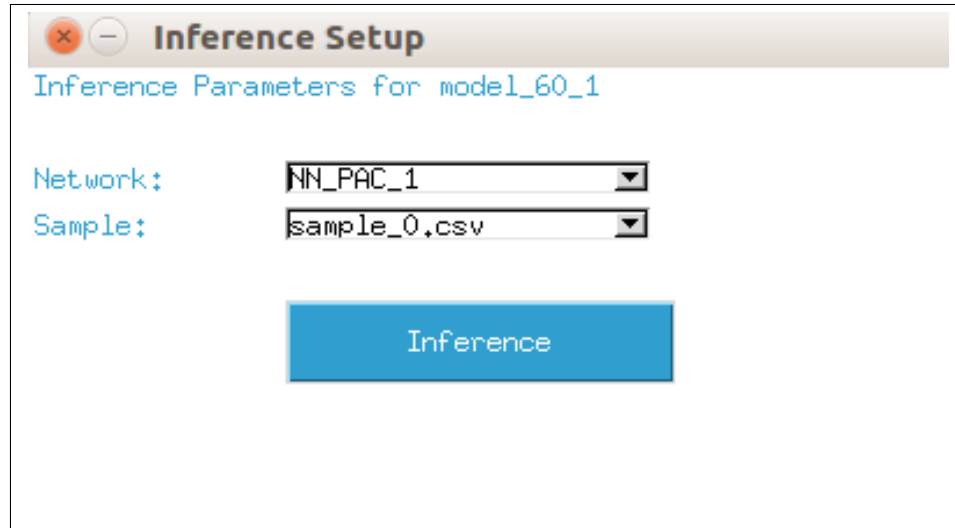 Inference Setup
Inference Parameters for model_60_1
Network: NN_PAC_1
Sample: sample_0.csv
Inference